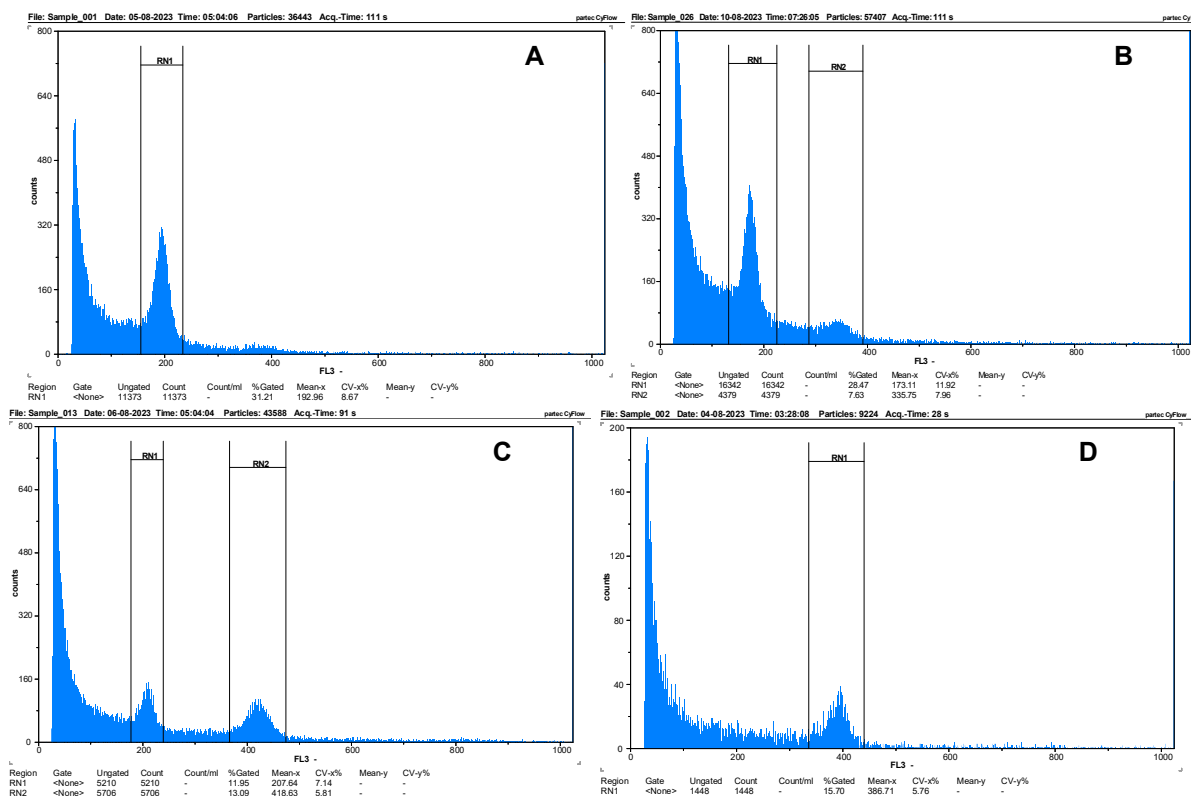 File: Sample_001 Date: 05-08-2023 Time: 05:04:06 Particles: 36443 Acq.-Time: 111 s
partec CyFlow
A
RN1
800
640
480
320
160
0
counts
0
200
400
600
800
1000
FL3 -
Region Gate Ungated Count Count/ml %Gated Mean-x CV-x% Mean-y CV-y%
RN1 <None> 11373 11373 - 31.21 192.96 8.67 - -
File: Sample_026 Date: 10-08-2023 Time: 07:26:05 Particles: 57407 Acq.-Time: 111 s
partec Cy
B
RN1
RN2
800
640
480
320
160
0
counts
0
200
400
600
800
1000
FL3 -
Region Gate Ungated Count Count/ml %Gated Mean-x CV-x% Mean-y CV-y%
RN1 <None> 16342 16342 - 28.47 173.11 11.92 - -
RN2 <None> 4379 4379 - 7.63 335.75 7.96 - -
File: Sample_013 Date: 06-08-2023 Time: 05:04:04 Particles: 43588 Acq.-Time: 91 s
partec CyFlow
C
RN1
RN2
800
640
480
320
160
0
counts
0
200
400
600
800
1000
FL3 -
Region Gate Ungated Count Count/ml %Gated Mean-x CV-x% Mean-y CV-y%
RN1 <None> 5210 5210 - 11.95 207.64 7.14 - -
RN2 <None> 5706 5706 - 13.09 418.63 5.81 - -
File: Sample_002 Date: 04-08-2023 Time: 03:28:08 Particles: 9224 Acq.-Time: 28 s
partec CyFlow
D
RN1
200
160
120
80
40
0
counts
0
200
400
600
800
1000
FL3 -
Region Gate Ungated Count Count/ml %Gated Mean-x CV-x% Mean-y CV-y%
RN1 <None> 1448 1448 - 15.70 386.71 5.76 - -